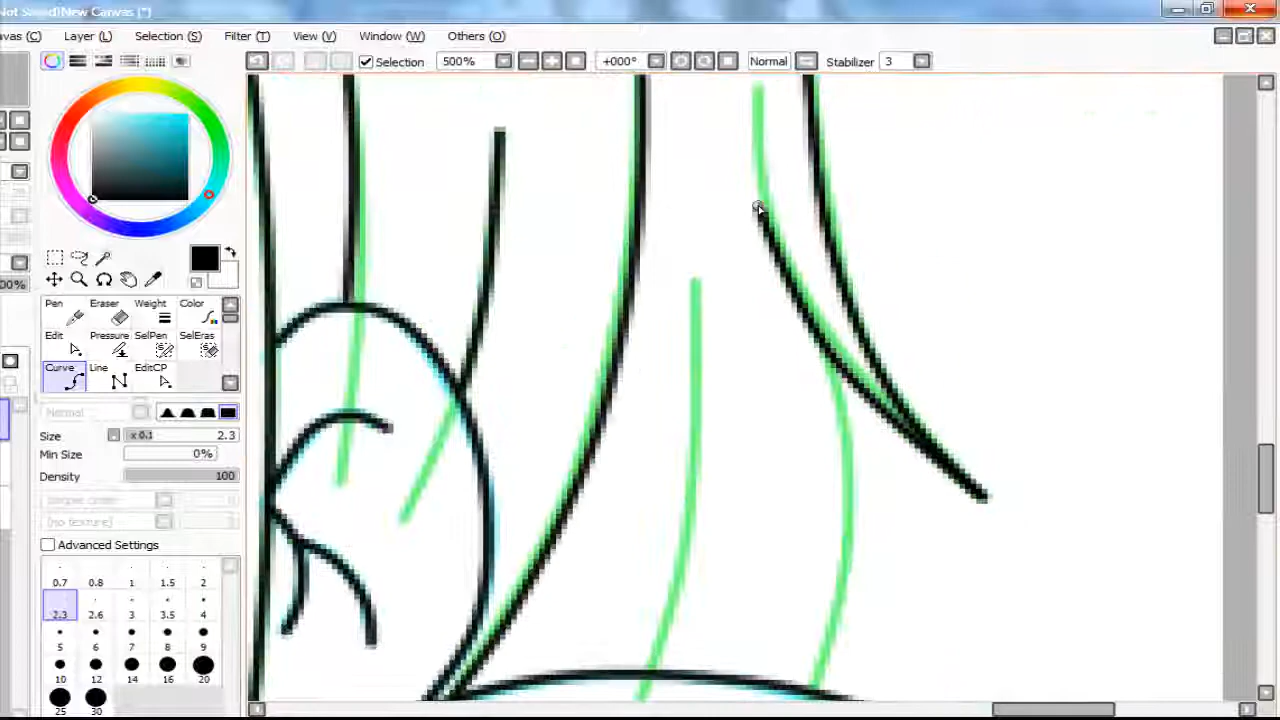 Not Saved)New Canvas (*)
vas (C) Layer (L) Selection (S) Filter (T) View (V) Window (W) Others (O)
Selection 500% +000° Normal Stabilizer 3
00%
Pen Eraser Weight Color
Edit Pressure SelPen SelEras
Curve Line EditCP
Normal
Size x 0.1 2.3
Min Size 0%
Density 100
[no texture]
Advanced Settings
0.7 0.8 1 1.5 2
2.3 2.6 3 3.5 4
5 6 7 8 9
10 12 14 16 20
25 30